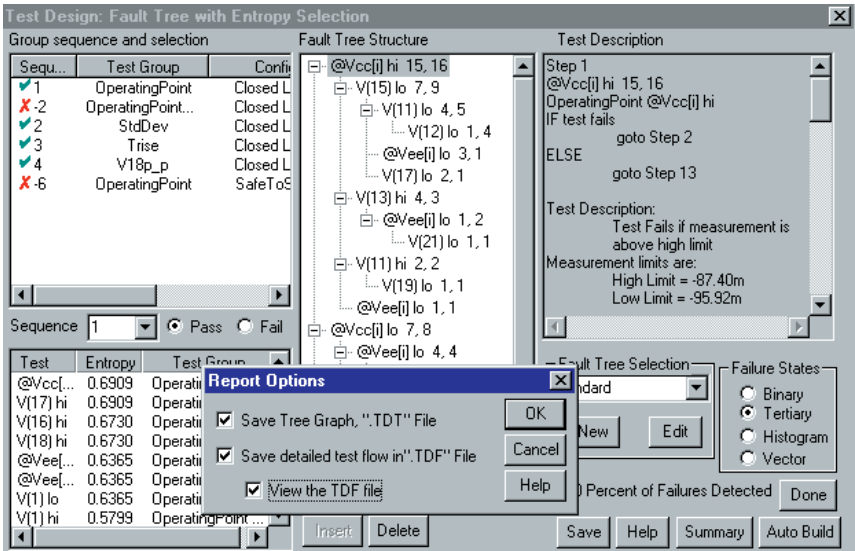 Test Design: Fault Tree with Entropy Selection
Group sequence and selection
Sequ... Test Group Confi
1 OperatingPoint Closed L
-2 OperatingPoint... Closed L
2 StdDev Closed L
3 Trise Closed L
4 V18p_p Closed L
-6 OperatingPoint SafeToS
Sequence 1 Pass Fail
Test Entropy Test Group
@Vcc[... 0.6909 Operati
V(17) hi 0.6909 Operati
V(16) hi 0.6730 Operati
V(18) hi 0.6730 Operati
@Vee[... 0.6365 Operati
@Vee[... 0.6365 Operati
V(1) lo 0.6365 Operati
V(1) hi 0.5799 OperatingPoint ...
Fault Tree Structure
@Vcc[i] hi 15, 16
V(15) lo 7, 9
V(11) lo 4, 5
V(12) lo 1, 4
@Vee[i] lo 3, 1
V(17) lo 2, 1
V(13) hi 4, 3
@Vee[i] lo 1, 2
V(21) lo 1, 1
V(11) hi 2, 2
V(19) lo 1, 1
@Vee[i] lo 1, 1
@Vcc[i] lo 7, 8
@Vee[i] lo 4, 4
Insert Delete
Test Description
Step 1
@Vcc[i] hi 15, 16
OperatingPoint @Vcc[i] hi
IF test fails
goto Step 2
ELSE
goto Step 13
Test Description:
Test Fails if measurement is
above high limit
Measurement limits are:
High Limit = -87.40m
Low Limit = -95.92m
Fault Tree Selection
ndard
New Edit
Failure States
Binary
Tertiary
Histogram
Vector
0 Percent of Failures Detected Done
Save Help Summary Auto Build
Report Options
Save Tree Graph, ".TDT" File
Save detailed test flow in".TDF" File
View the TDF file
OK
Cancel
Help